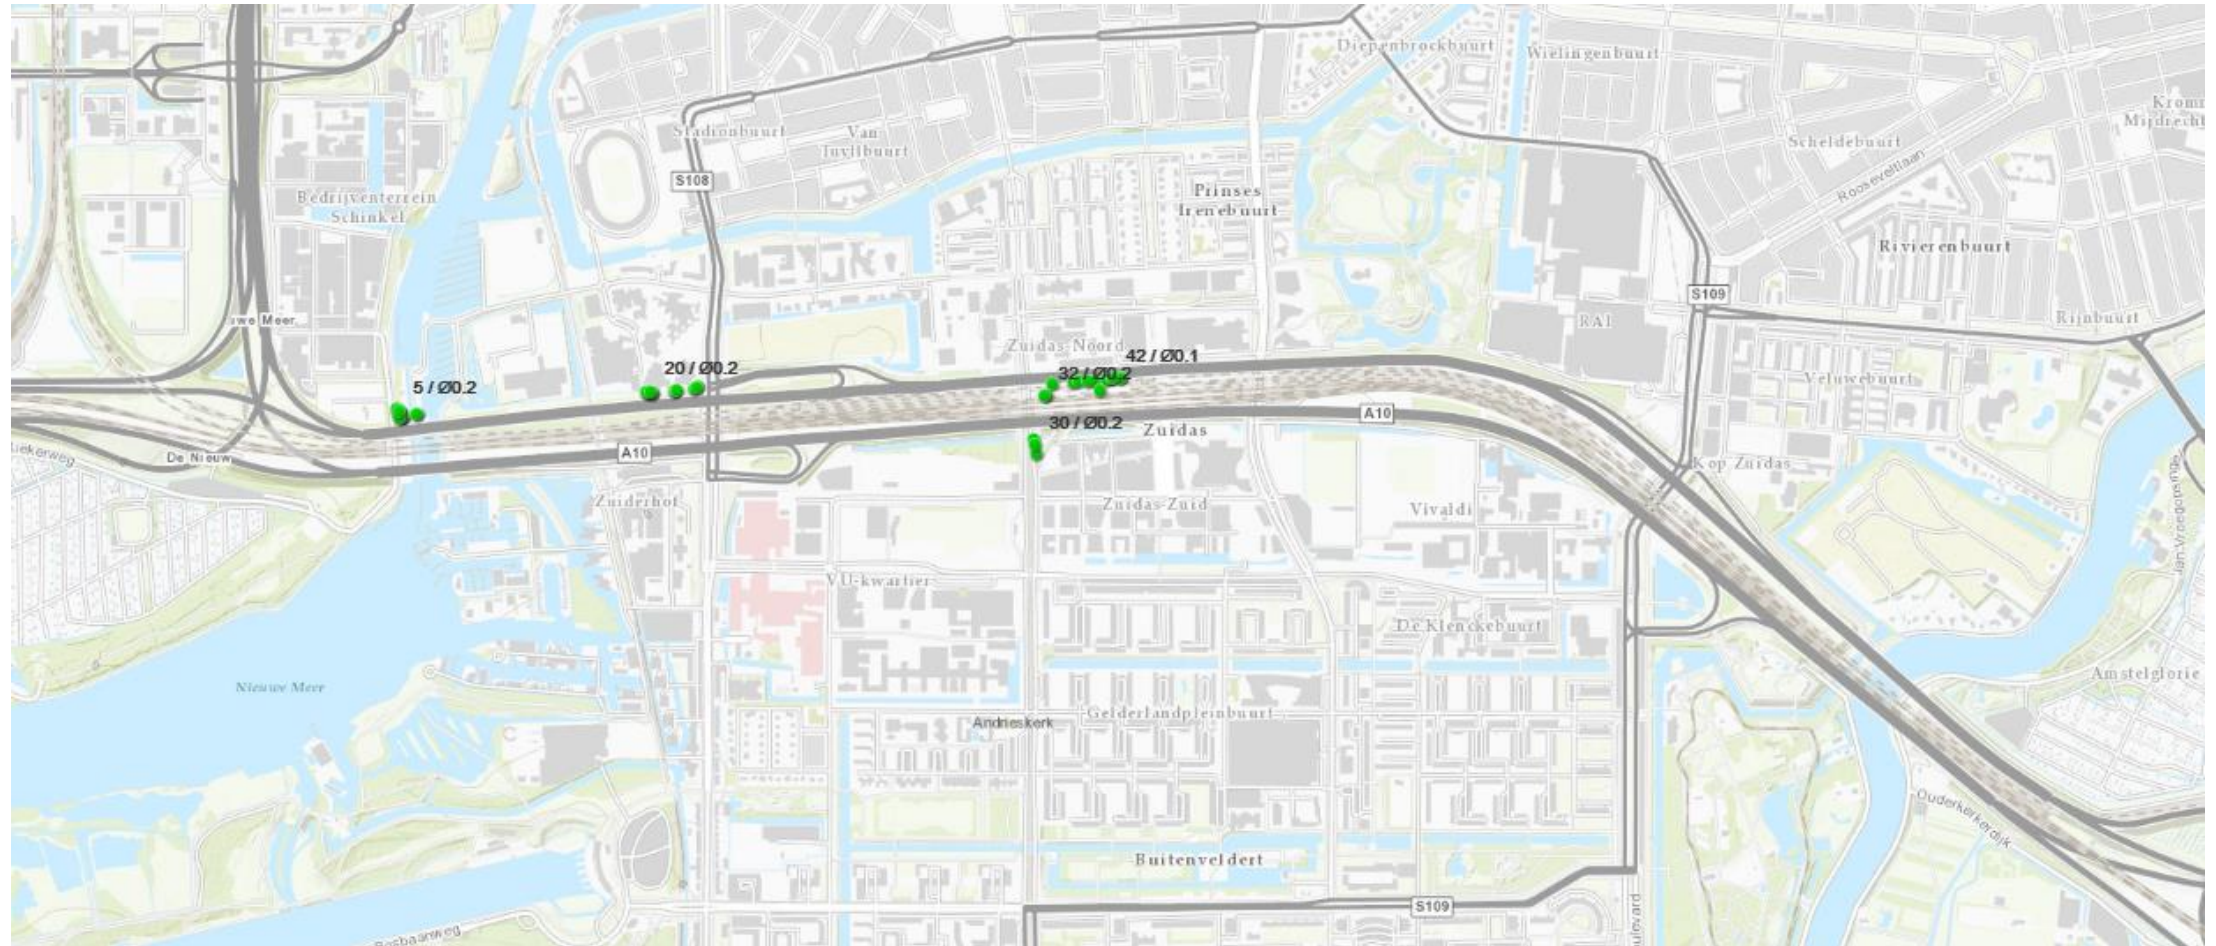 Diepenbrockbuurt
Wielingenbuurt
Stadionbuurt
Van
Tuyllbuurt
Scheldebuurt
Rooseveltlaan
S108
Bedrijventerrein
Schinkel
Prinses
Irenebuurt
Rivierenbuurt
S109
uwe Meer
RAI
Rijnbuurt
Zuidas-Noord
42 / Ø0.1
20 / Ø0.2
32 / Ø0.2
5 / Ø0.2
Veluwebuurt
A10
30 / Ø0.2
Zuidas
De Nieuw
A10
Kop Zuidas
Zuiderhof
Zuidas-Zuid
Vivaldi
VU-kwartier
De Klenckebuurt
Nieuwe Meer
Amstelglorie
Andrieskerk
Gelderlandpleinbuurt
Ouderkerkerdijk
Buitenveldert
S109